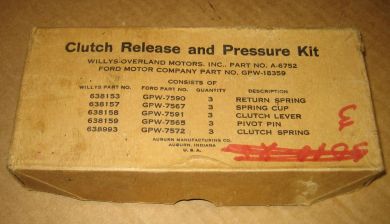 Clutch Release and Pressure Kit
WILLYS-OVERLAND MOTORS, INC., PART NO. A-6752
FORD MOTOR COMPANY PART NO. GPW-18359
CONSISTS OF
WILLYS PART NO. FORD PART NO. QUANTITY DESCRIPTION
638153 GPW-7590 3 RETURN SPRING
638157 GPW-7567 3 SPRING CUP
638158 GPW-7591 3 CLUTCH LEVER
638159 GPW-7565 3 PIVOT PIN
638993 GPW-7572 3 CLUTCH SPRING
AUBURN MANUFACTURING CO.
AUBURN, INDIANA
U. S. A.
3